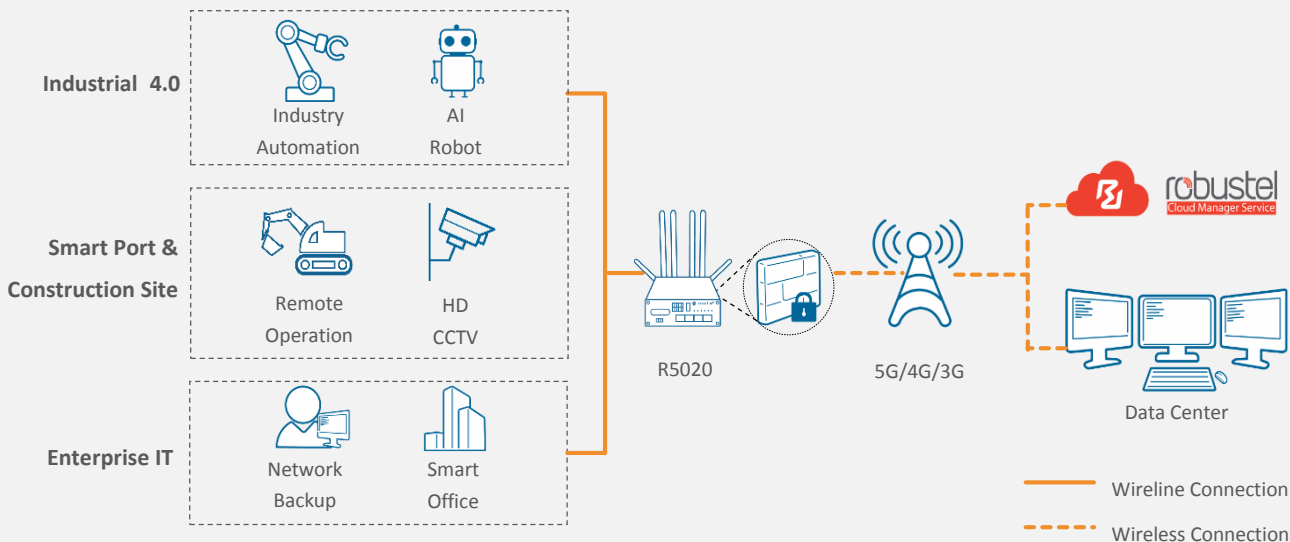 Industrial 4.0
Industry
Automation
AI
Robot
Smart Port &
Construction Site
Remote
Operation
HD
CCTV
Enterprise IT
Network
Backup
Smart
Office
R5020
5G/4G/3G
robustel
Cloud Manager Service
Data Center
Wireline Connection
Wireless Connection